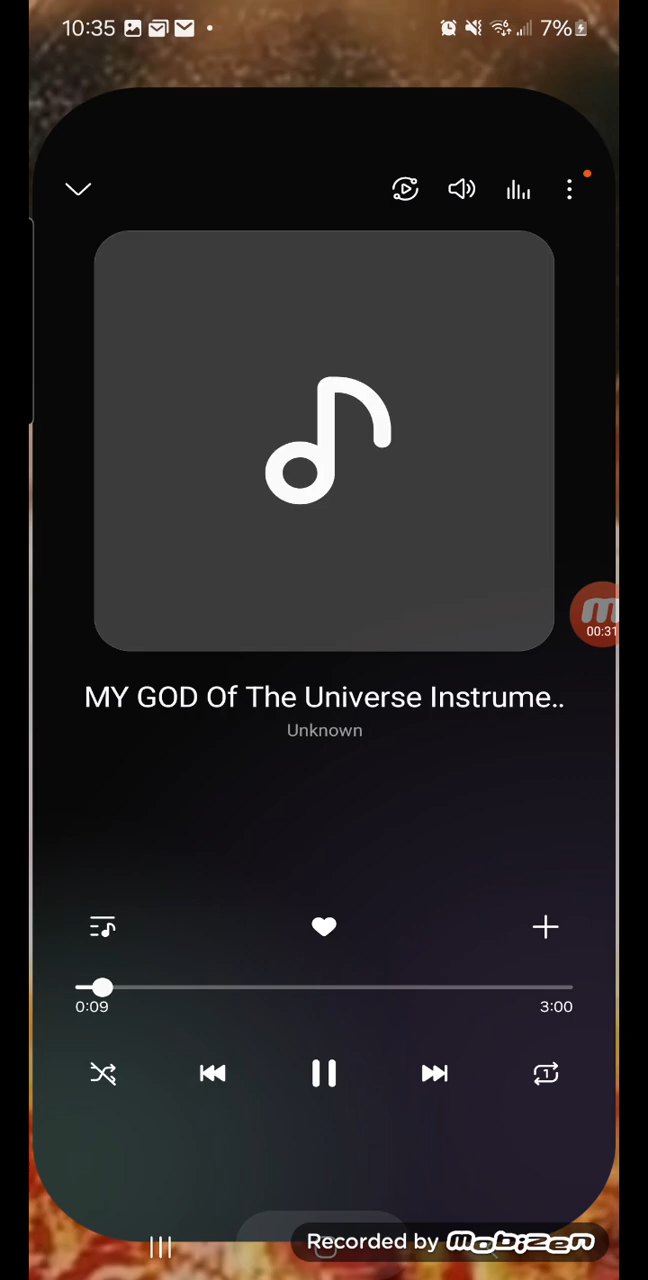 10:35
7%
00:31
MY GOD Of The Universe Instrume..
Unknown
0:09
3:00
1
Recorded by mobizen